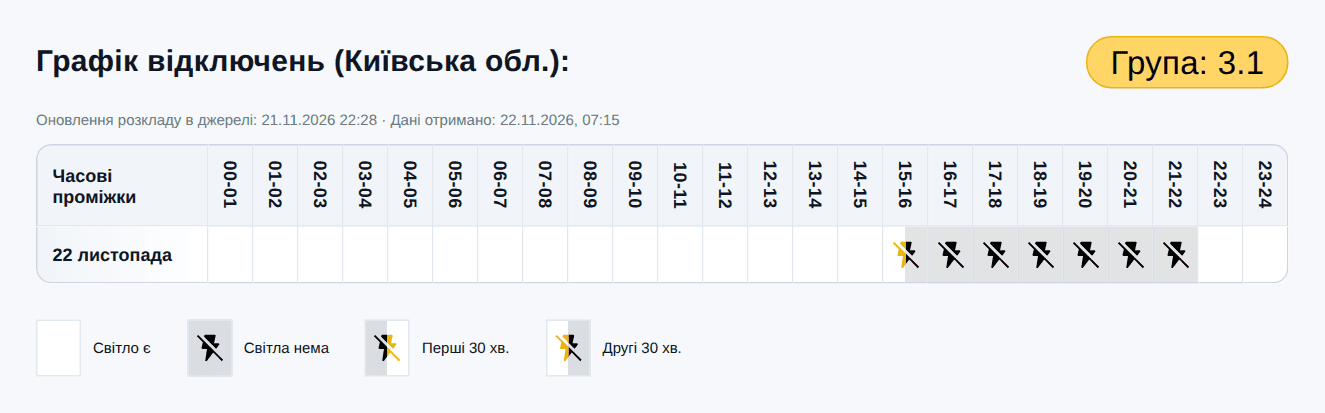 Графік відключень (Київська обл.):
Група: 3.1
Оновлення розкладу в джерелі: 21.11.2026 22:28 · Дані отримано: 22.11.2026, 07:15
Часові
проміжки
00-01
01-02
02-03
03-04
04-05
05-06
06-07
07-08
08-09
09-10
10-11
11-12
12-13
13-14
14-15
15-16
16-17
17-18
18-19
19-20
20-21
21-22
22-23
23-24
22 листопада
Світло є
Світла нема
Перші 30 хв.
Другі 30 хв.